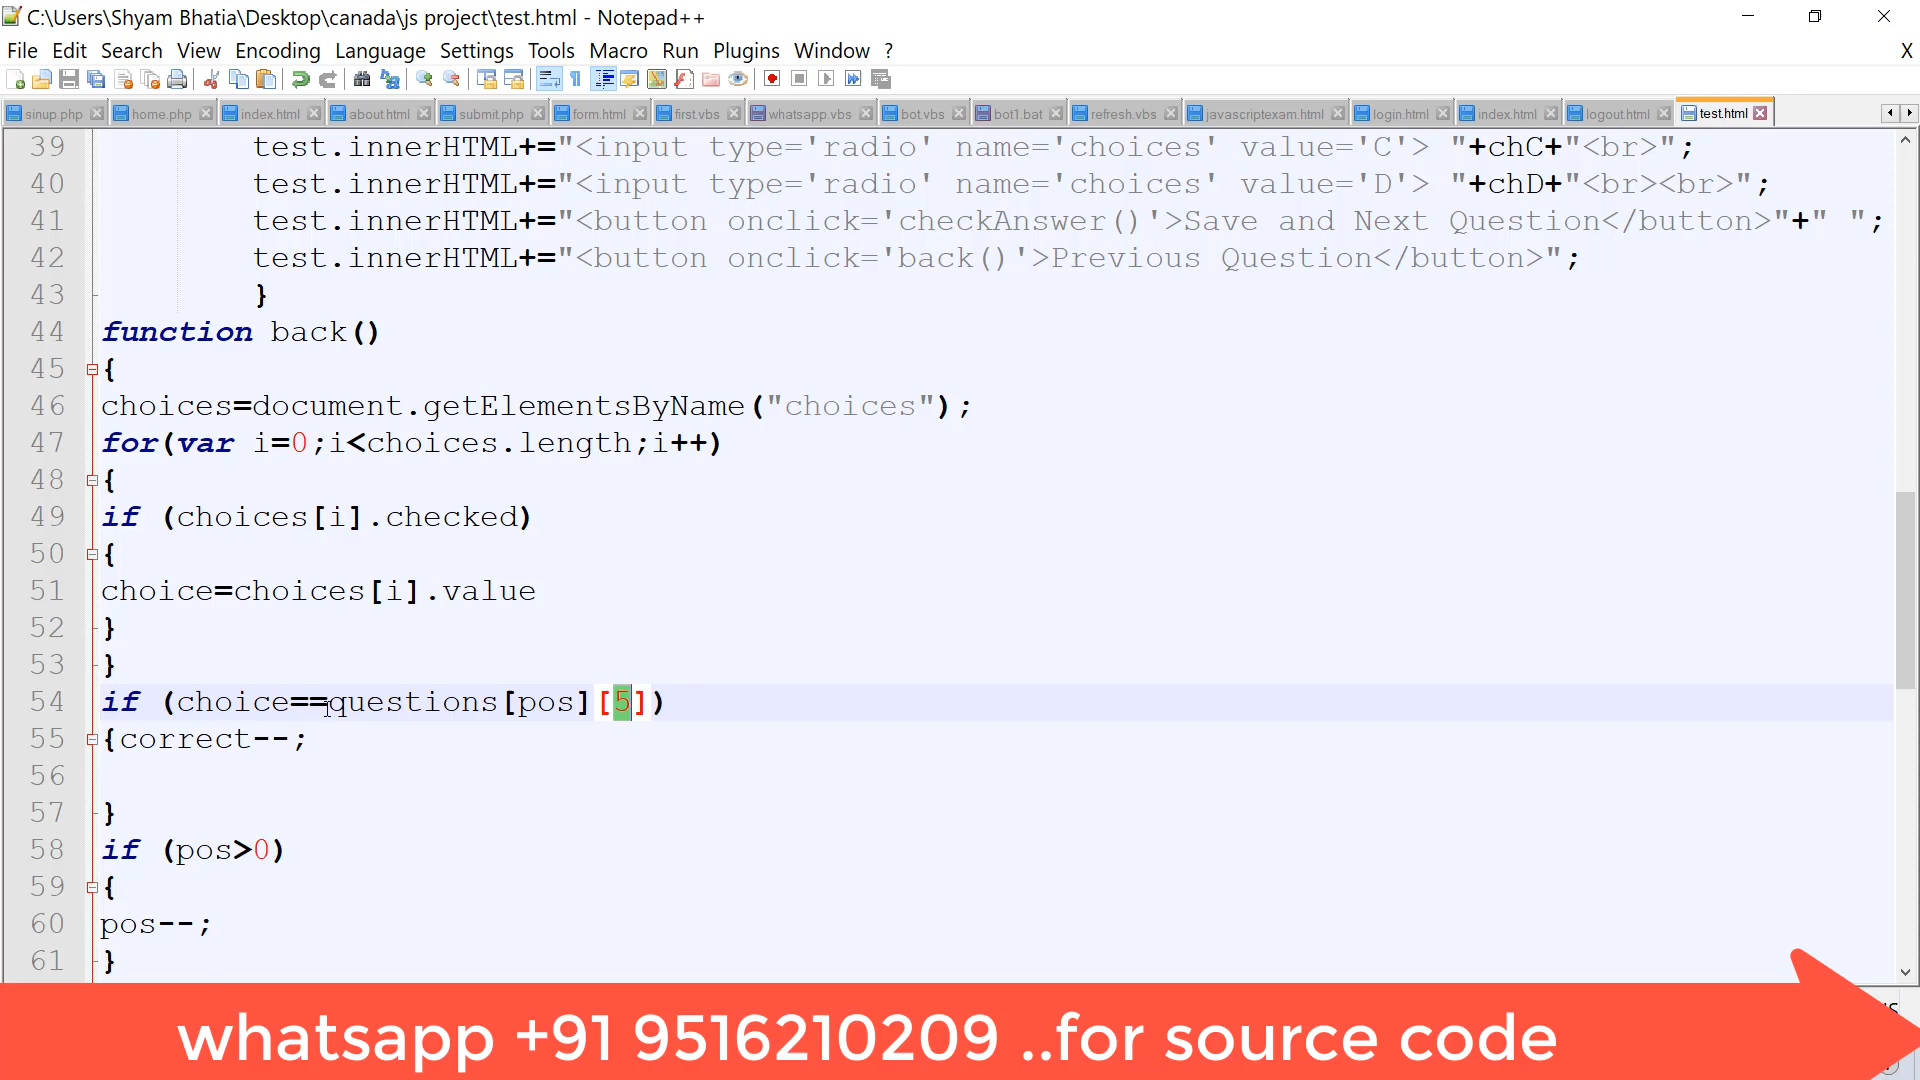 C:\Users\Shyam Bhatia\Desktop\canada\js project\test.html - Notepad++
File Edit Search View Encoding Language Settings Tools Macro Run Plugins Window ? X
sinup.php home.php index.html about.html submit.php form.html first.vbs whatsapp.vbs bot.vbs bot1.bat refresh.vbs javascriptexam.html login.html index.html logout.html test.html
39 test.innerHTML+="<input type='radio' name='choices' value='C'> "+chC+"<br>";
40 test.innerHTML+="<input type='radio' name='choices' value='D'> "+chD+"<br><br>";
41 test.innerHTML+="<button onclick='checkAnswer()'>Save and Next Question</button>"+" ";
42 test.innerHTML+="<button onclick='back()'>Previous Question</button>";
43 }
44 function back()
45 {
46 choices=document.getElementsByName("choices");
47 for(var i=0;i<choices.length;i++)
48 {
49 if (choices[i].checked)
50 {
51 choice=choices[i].value
52 }
53 }
54 if (choice==questions[pos][5])
55 {correct--;
56
57 }
58 if (pos>0)
59 {
60 pos--;
61 }
whatsapp +91 9516210209 ..for source code